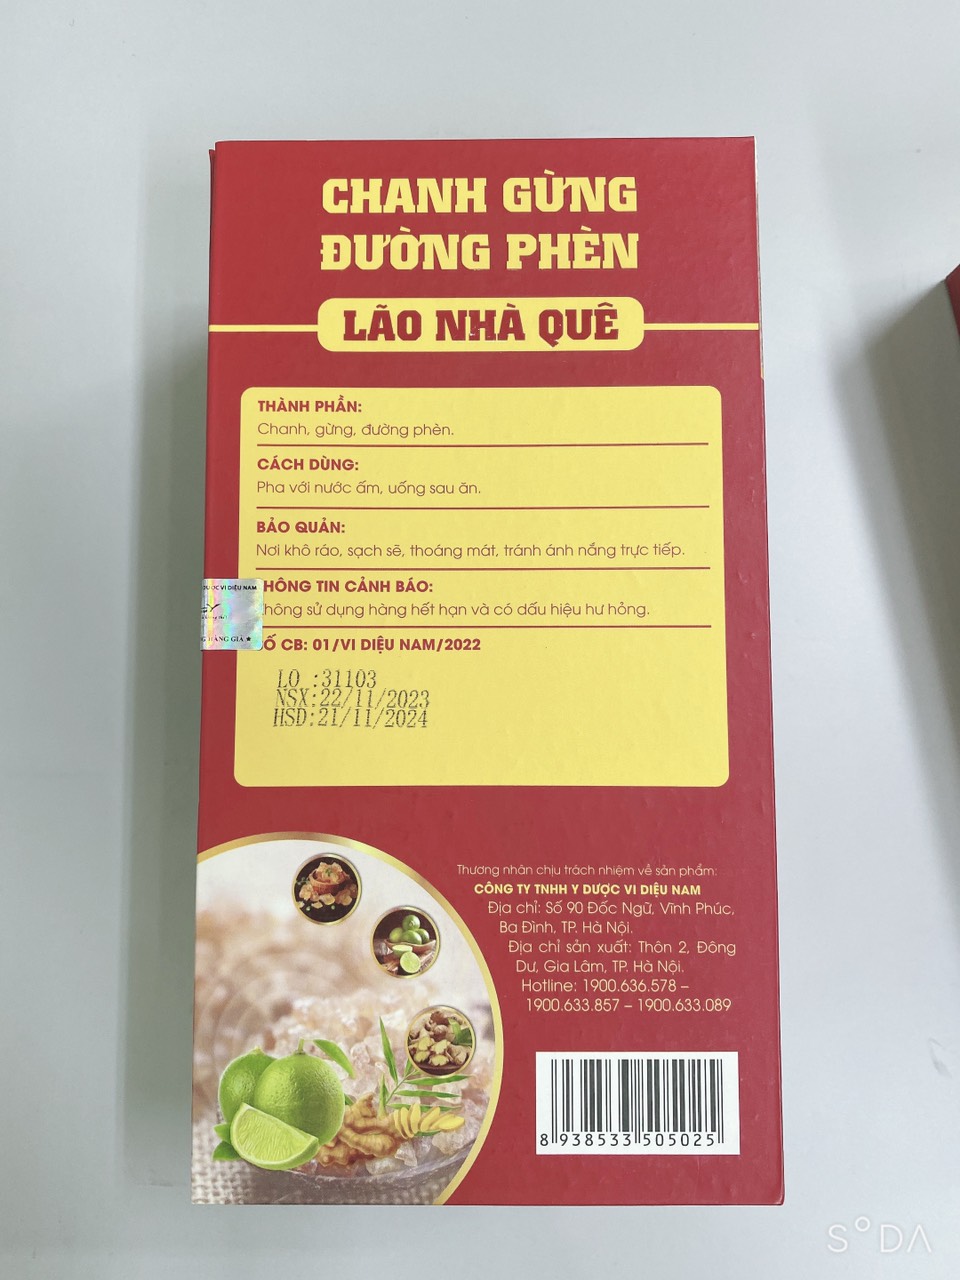 CHANH GỪNG
ĐƯỜNG PHÈN
LÃO NHÀ QUÊ
THÀNH PHẦN:
Chanh, gừng, đường phèn.
CÁCH DÙNG:
Pha với nước ấm, uống sau ăn.
BẢO QUẢN:
Nơi khô ráo, sạch sẽ, thoáng mát, tránh ánh nắng trực tiếp.
HÔNG TIN CẢNH BÁO:
hông sử dụng hàng hết hạn và có dấu hiệu hư hỏng.
Ố CB: 01/VI DIỆU NAM/2022
VI DIỆU NAM
HÀNG GIẢ ★
LO :31103
NSX:22/11/2023
HSD:21/11/2024
Thương nhân chịu trách nhiệm về sản phẩm:
CÔNG TY TNHH Y DƯỢC VI DIỆU NAM
Địa chỉ: Số 90 Đốc Ngữ, Vĩnh Phúc,
Ba Đình, TP. Hà Nội.
Địa chỉ sản xuất: Thôn 2, Đông
Dư, Gia Lâm, TP. Hà Nội.
Hotline: 1900.636.578 –
1900.633.857 – 1900.633.089
8 938533 505025
S°DA